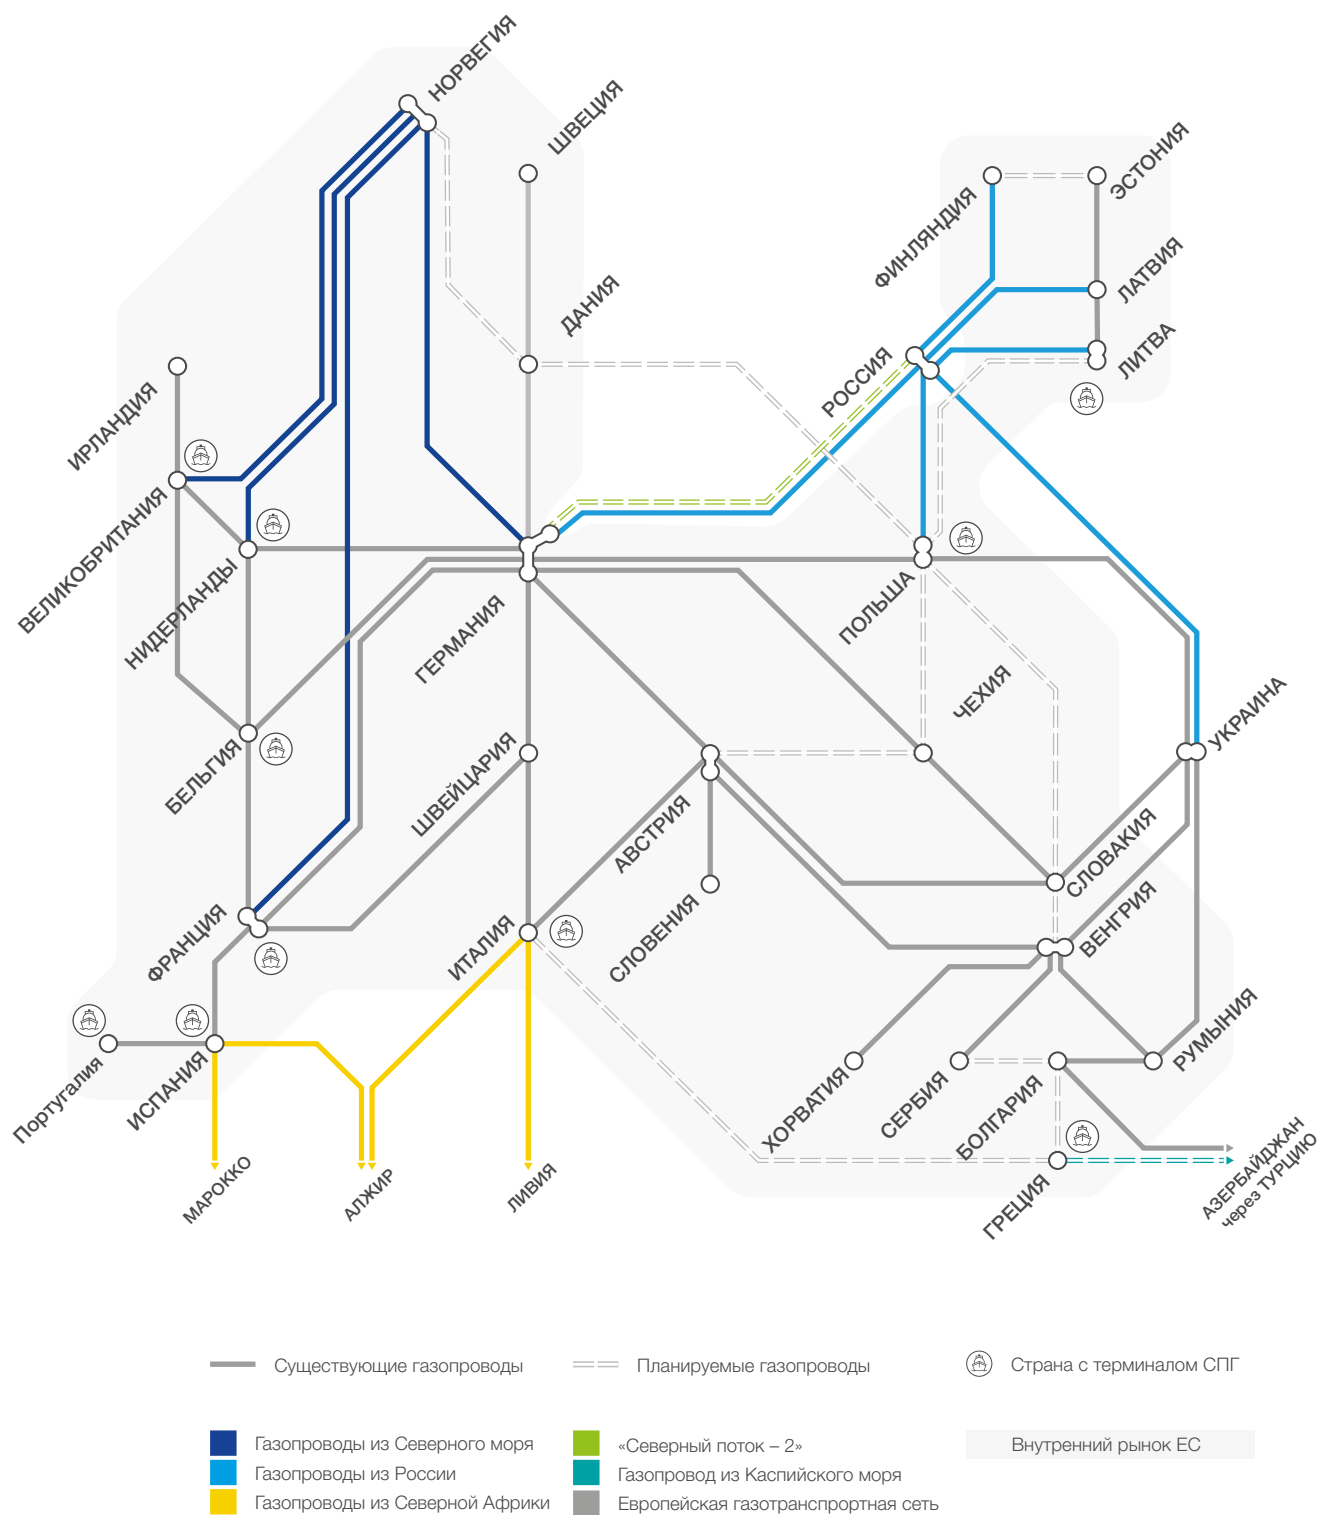 НОРВЕГИЯ
ШВЕЦИЯ
ЭСТОНИЯ
ФИНЛЯНДИЯ
ЛАТВИЯ
ДАНИЯ
ЛИТВА
РОССИЯ
ИРЛАНДИЯ
ВЕЛИКОБРИТАНИЯ
НИДЕРЛАНДЫ
ГЕРМАНИЯ
ПОЛЬША
ЧЕХИЯ
УКРАИНА
БЕЛЬГИЯ
ШВЕЙЦАРИЯ
АВСТРИЯ
СЛОВАКИЯ
ФРАНЦИЯ
ИТАЛИЯ
СЛОВЕНИЯ
ВЕНГРИЯ
Португалия
ИСПАНИЯ
ХОРВАТИЯ
СЕРБИЯ
БОЛГАРИЯ
РУМЫНИЯ
МАРОККО
АЛЖИР
ЛИВИЯ
ГРЕЦИЯ
АЗЕРБАЙДЖАН
через ТУРЦИЮ
Существующие газопроводы
Планируемые газопроводы
Страна с терминалом СПГ
Газопроводы из Северного моря
«Северный поток – 2»
Внутренний рынок ЕС
Газопроводы из России
Газопровод из Каспийского моря
Газопроводы из Северной Африки
Европейская газотранспрортная сеть